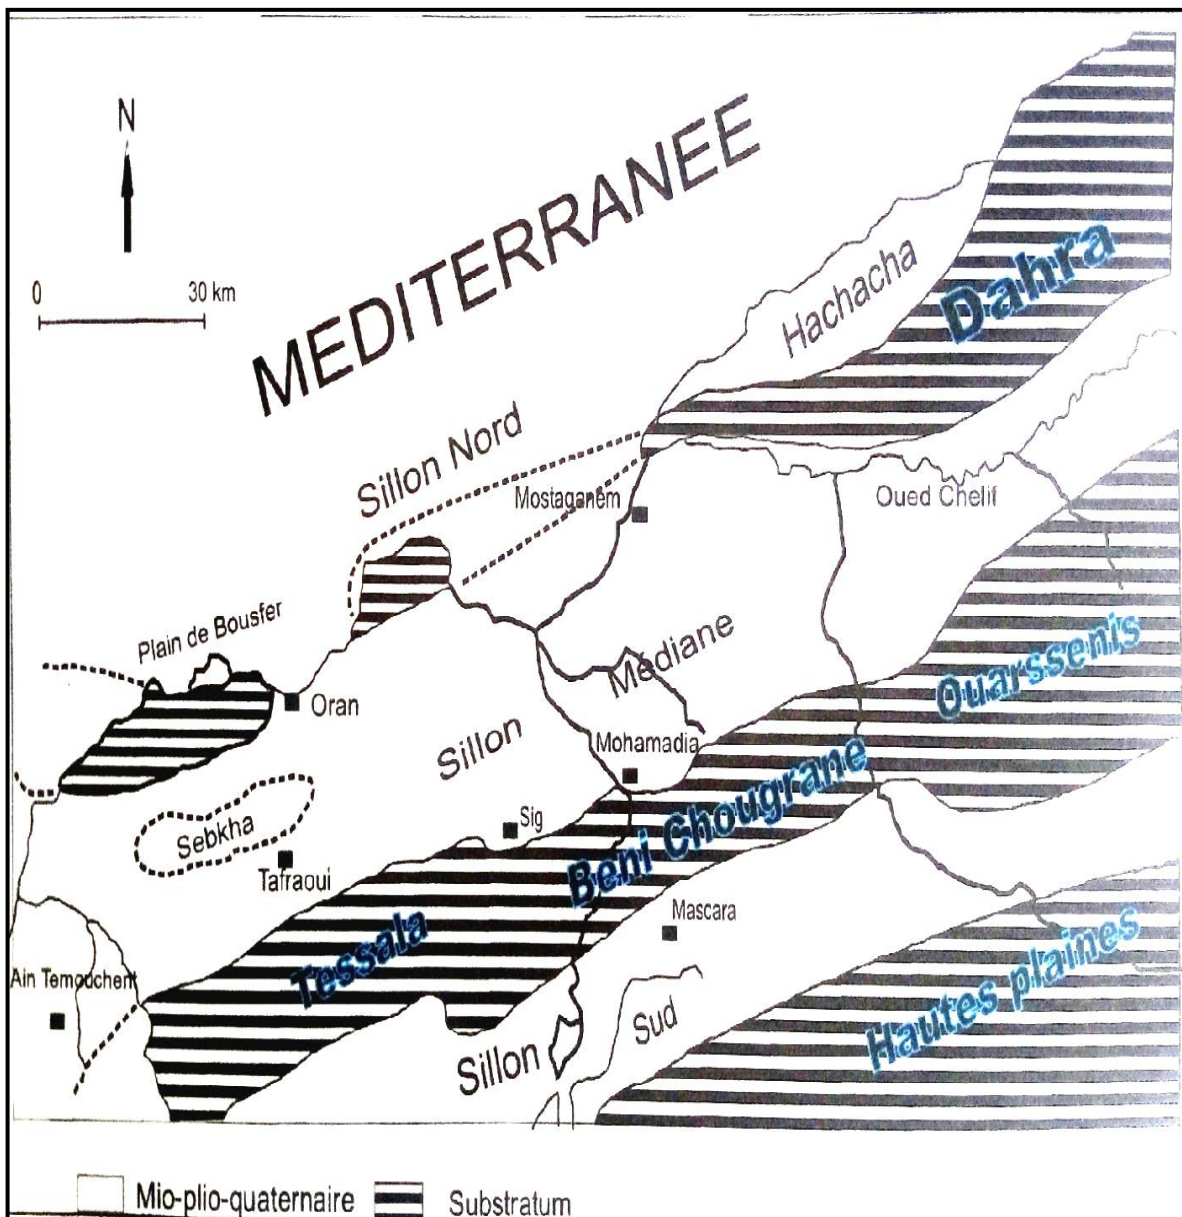 N
0 30 km
MEDITERRANEE
Hachacha
Dahra
Sillon Nord
Mostaganem
Oued Chelif
Plain de Bousfer
Oran
Médiane
Ouarssenis
Sillon
Mohamadia
Sebkha
Sig
Beni Chougrane
Tafraoui
Mascara
Tessala
Ain Temouchent
Hautes plaines
Sud
Sillon
Mio-plio-quaternaire
Substratum